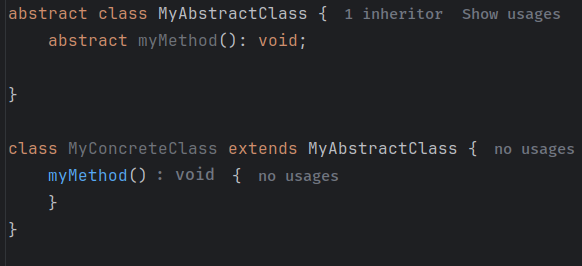 abstract class MyAbstractClass { 1 inheritor Show usages
abstract myMethod(): void;
}
class MyConcreteClass extends MyAbstractClass { no usages
myMethod() : void { no usages
}
}